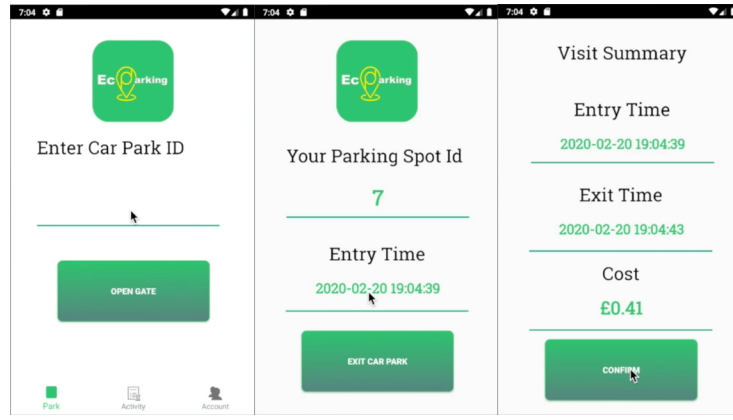 7:04
Ec Parking
Enter Car Park ID
OPEN GATE
Park
Activity
Account
7:04
Ec Parking
Your Parking Spot Id
7
Entry Time
2020-02-20 19:04:39
EXIT CAR PARK
7:04
Visit Summary
Entry Time
2020-02-20 19:04:39
Exit Time
2020-02-20 19:04:43
Cost
£0.41
CONFIRM